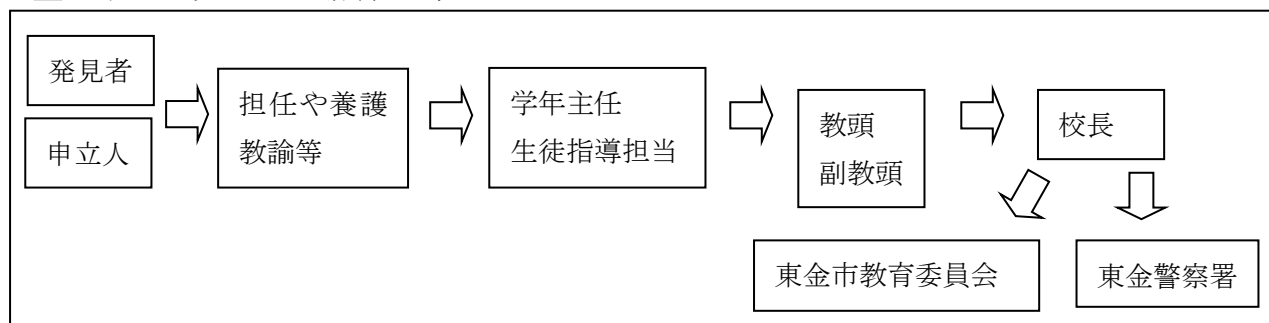 発見者
申立人
担任や養護
教諭等
学年主任
生徒指導担当
教頭
副教頭
校長
東金市教育委員会
東金警察署